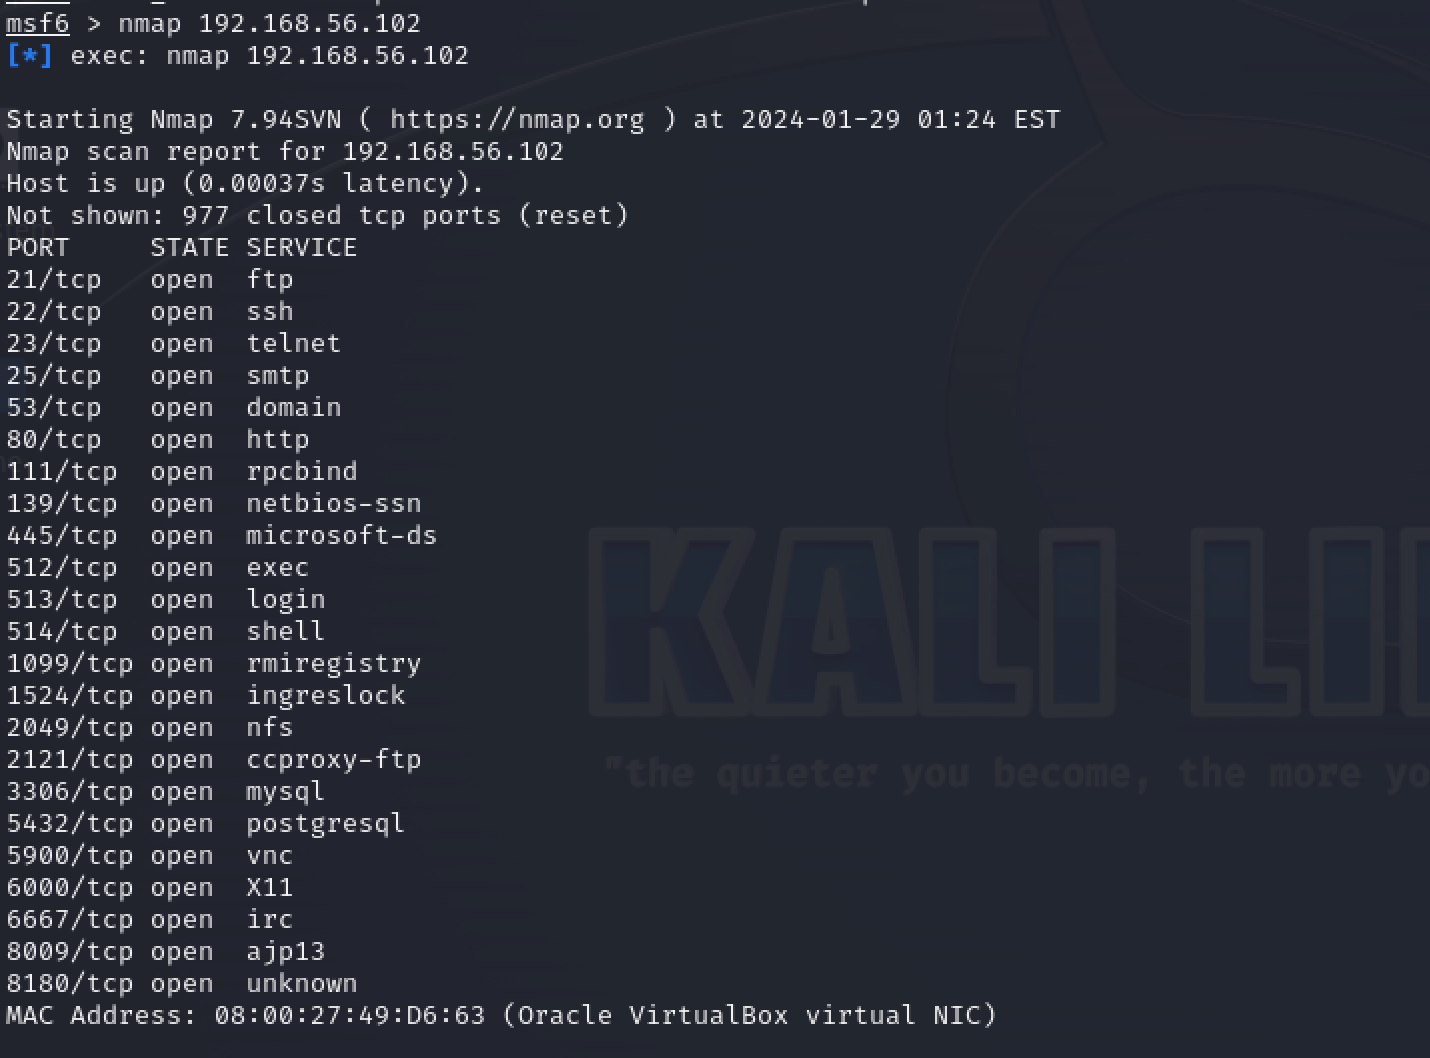 msf6 > nmap 192.168.56.102
[*] exec: nmap 192.168.56.102
Starting Nmap 7.94SVN ( https://nmap.org ) at 2024-01-29 01:24 EST
Nmap scan report for 192.168.56.102
Host is up (0.00037s latency).
Not shown: 977 closed tcp ports (reset)
PORT     STATE SERVICE
21/tcp   open  ftp
22/tcp   open  ssh
23/tcp   open  telnet
25/tcp   open  smtp
53/tcp   open  domain
80/tcp   open  http
111/tcp  open  rpcbind
139/tcp  open  netbios-ssn
445/tcp  open  microsoft-ds
512/tcp  open  exec
513/tcp  open  login
514/tcp  open  shell
1099/tcp open  rmiregistry
1524/tcp open  ingreslock
2049/tcp open  nfs
2121/tcp open  ccproxy-ftp
3306/tcp open  mysql
5432/tcp open  postgresql
5900/tcp open  vnc
6000/tcp open  X11
6667/tcp open  irc
8009/tcp open  ajp13
8180/tcp open  unknown
MAC Address: 08:00:27:49:D6:63 (Oracle VirtualBox virtual NIC)
KALI LI
"the quieter you become, the more yo